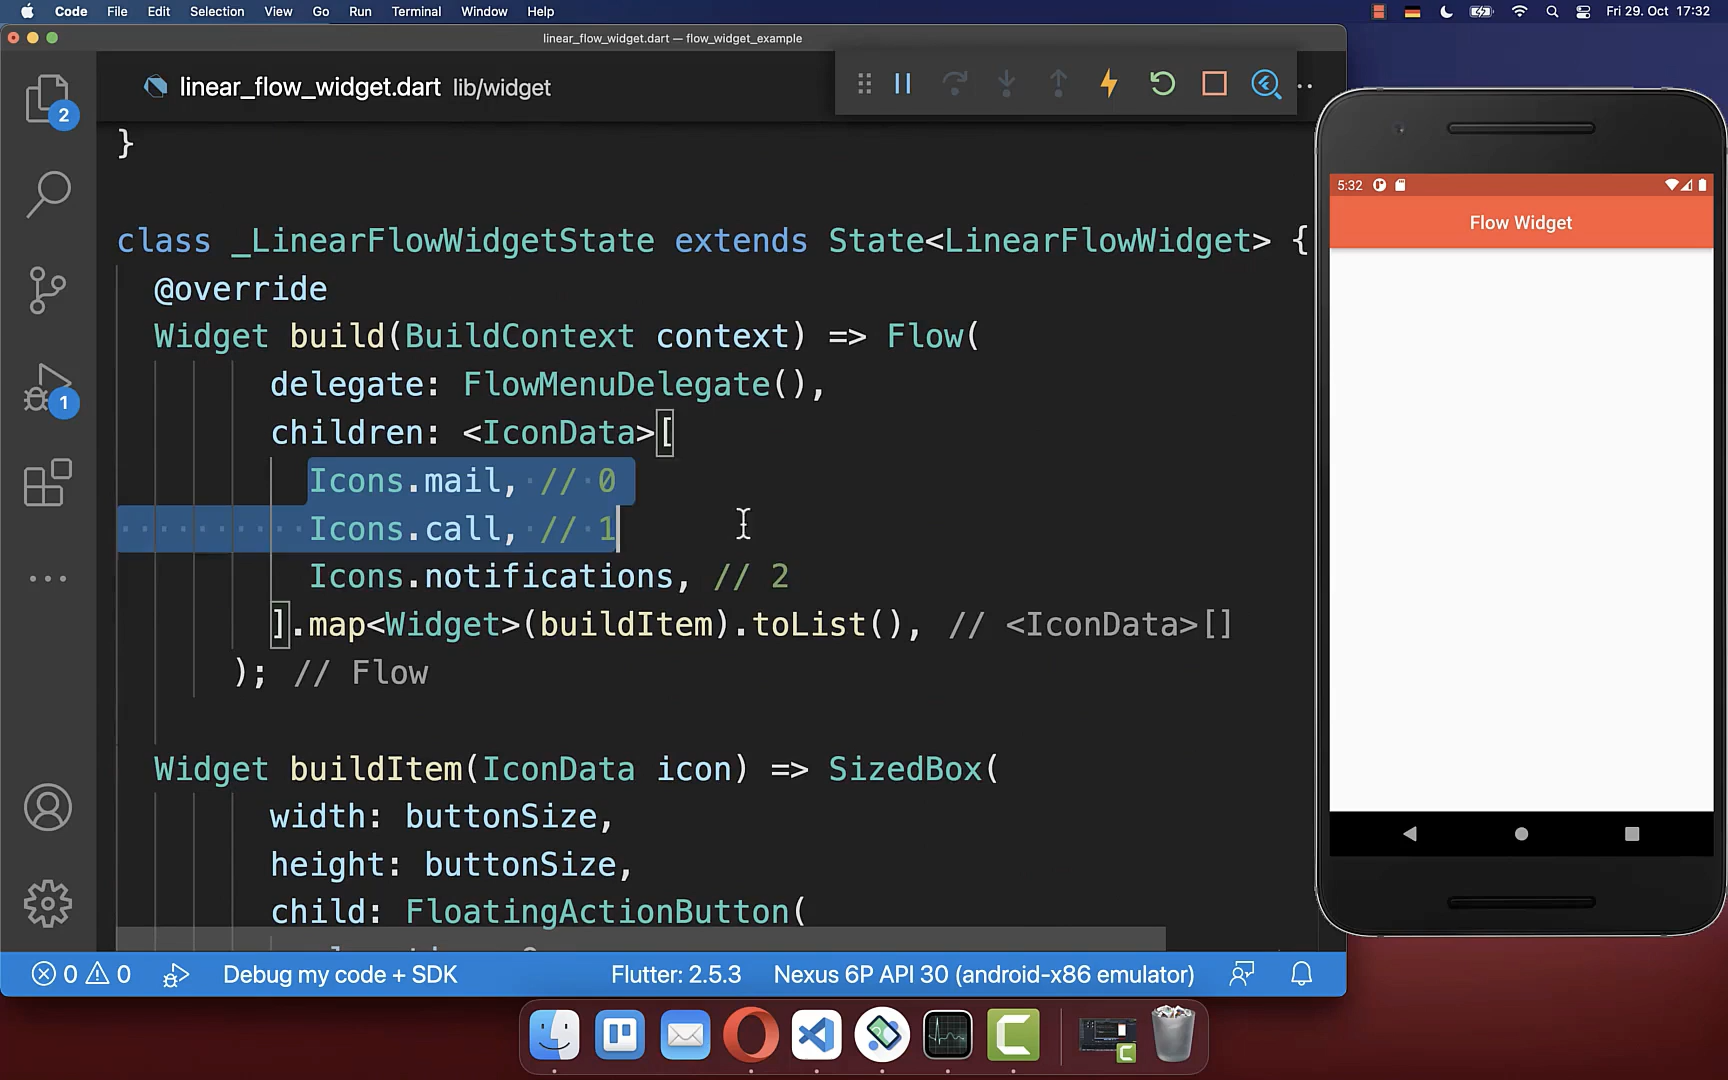 Code File Edit Selection View Go Run Terminal Window Help
Fri 29. Oct 17:32
linear_flow_widget.dart — flow_widget_example
linear_flow_widget.dart lib/widget
2
1
}
class _LinearFlowWidgetState extends State<LinearFlowWidget> {
@override
Widget build(BuildContext context) => Flow(
delegate: FlowMenuDelegate(),
children: <IconData>[
Icons.mail, // 0
Icons.call, // 1
Icons.notifications, // 2
].map<Widget>(buildItem).toList(), // <IconData>[]
); // Flow
Widget buildItem(IconData icon) => SizedBox(
width: buttonSize,
height: buttonSize,
child: FloatingActionButton(
0 0 Debug my code + SDK Flutter: 2.5.3 Nexus 6P API 30 (android-x86 emulator)
5:32
Flow Widget